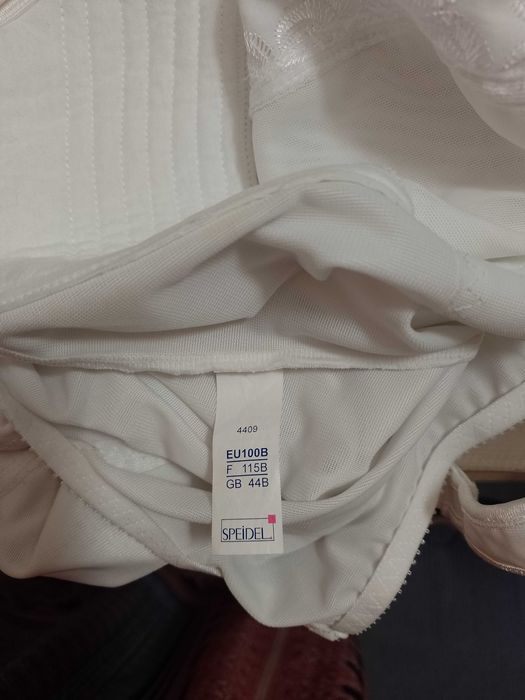 4409
EU100B
F 115B
GB 44B
SPEiDEL